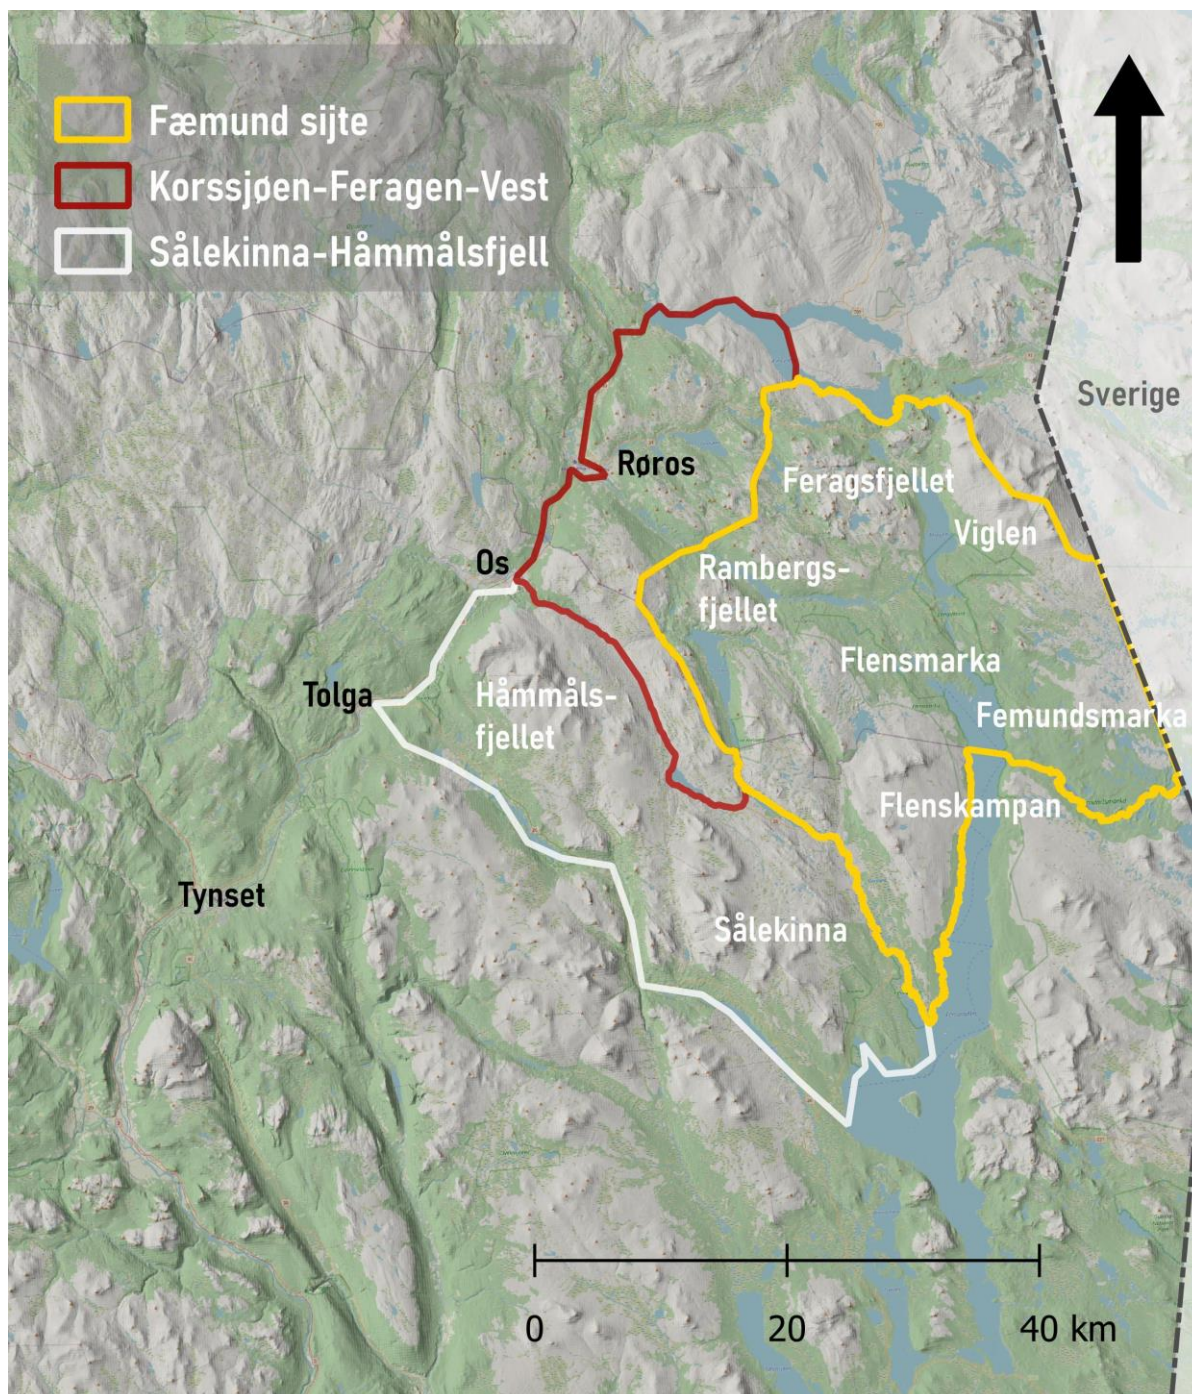 Fæmund sijte
Korssjøen-Feragen-Vest
Sålekinna-Håmmålsfjell
Sverige
Røros
Feragsfjellet
Viglen
Os
Rambergs-
fjellet
Flensmarka
Tolga
Håmmåls-
fjellet
Femundsmarka
Flenskampan
Tynset
Sålekinna
0 20 40 km